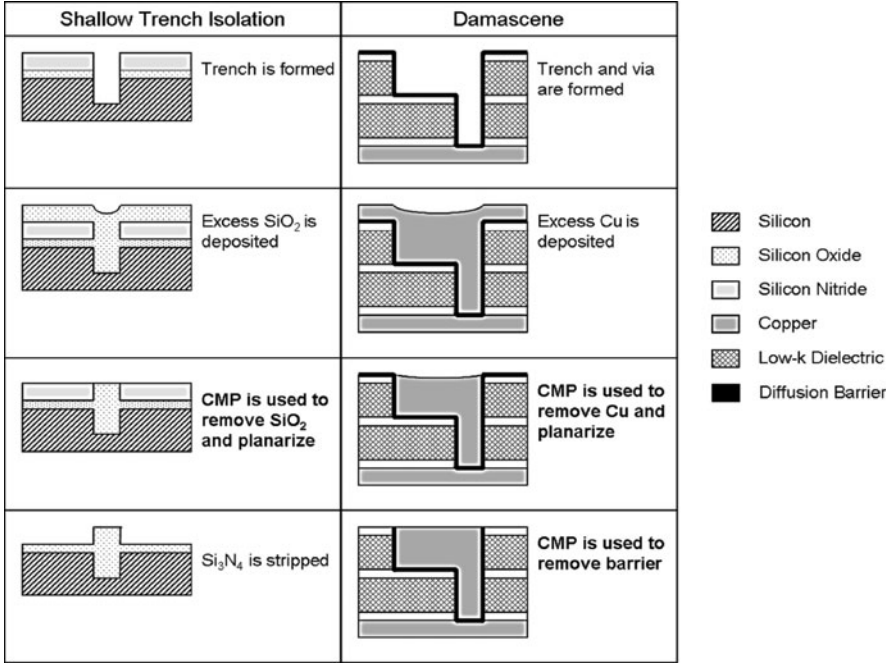 Shallow Trench Isolation
Damascene
Trench is formed
Trench and via
are formed
Excess SiO₂ is
deposited
Excess Cu is
deposited
CMP is used to
remove SiO₂
and planarize
CMP is used to
remove Cu and
planarize
Si₃N₄ is stripped
CMP is used to
remove barrier
Silicon
Silicon Oxide
Silicon Nitride
Copper
Low-k Dielectric
Diffusion Barrier